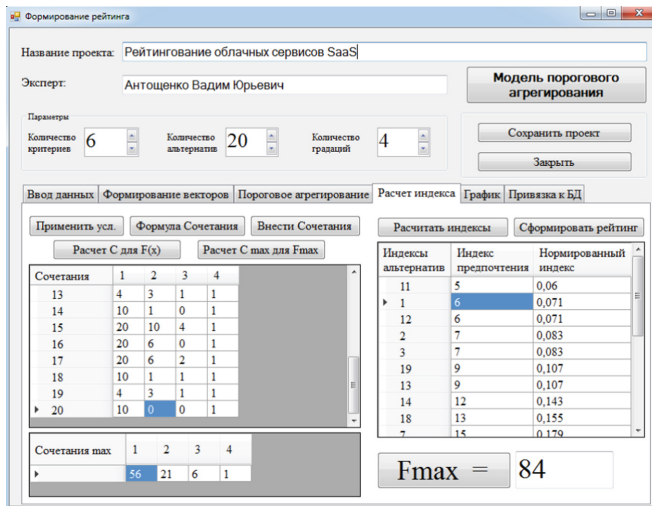 Формирование рейтинга
Название проекта: Рейтингование облачных сервисов SaaS
Эксперт: Антощенко Вадим Юрьевич
Модель порогового
агрегирования
Параметры
Количество критериев 6 Количество альтернатив 20 Количество градаций 4
Сохранить проект
Закрыть
Ввод данных Формирование векторов Пороговое агрегирование Расчет индекса График Привязка к БД
Применить усл. Формула Сочетания Внести Сочетания
Расчет С для F(x) Расчет С max для Fmax
Сочетания 1 2 3 4
13 4 3 1 1
14 10 1 0 1
15 20 10 4 1
16 20 6 0 1
17 20 6 2 1
18 10 1 1 1
19 4 3 1 1
20 10 0 0 1
Сочетания max 1 2 3 4
56 21 6 1
Расчитать индексы Сформировать рейтинг
Индексы альтернатив Индекс предпочтения Нормированный индекс
11 5 0,06
1 6 0,071
12 6 0,071
2 7 0,083
3 7 0,083
19 9 0,107
13 9 0,107
14 12 0,143
18 13 0,155
7 15 0,179
Fmax = 84